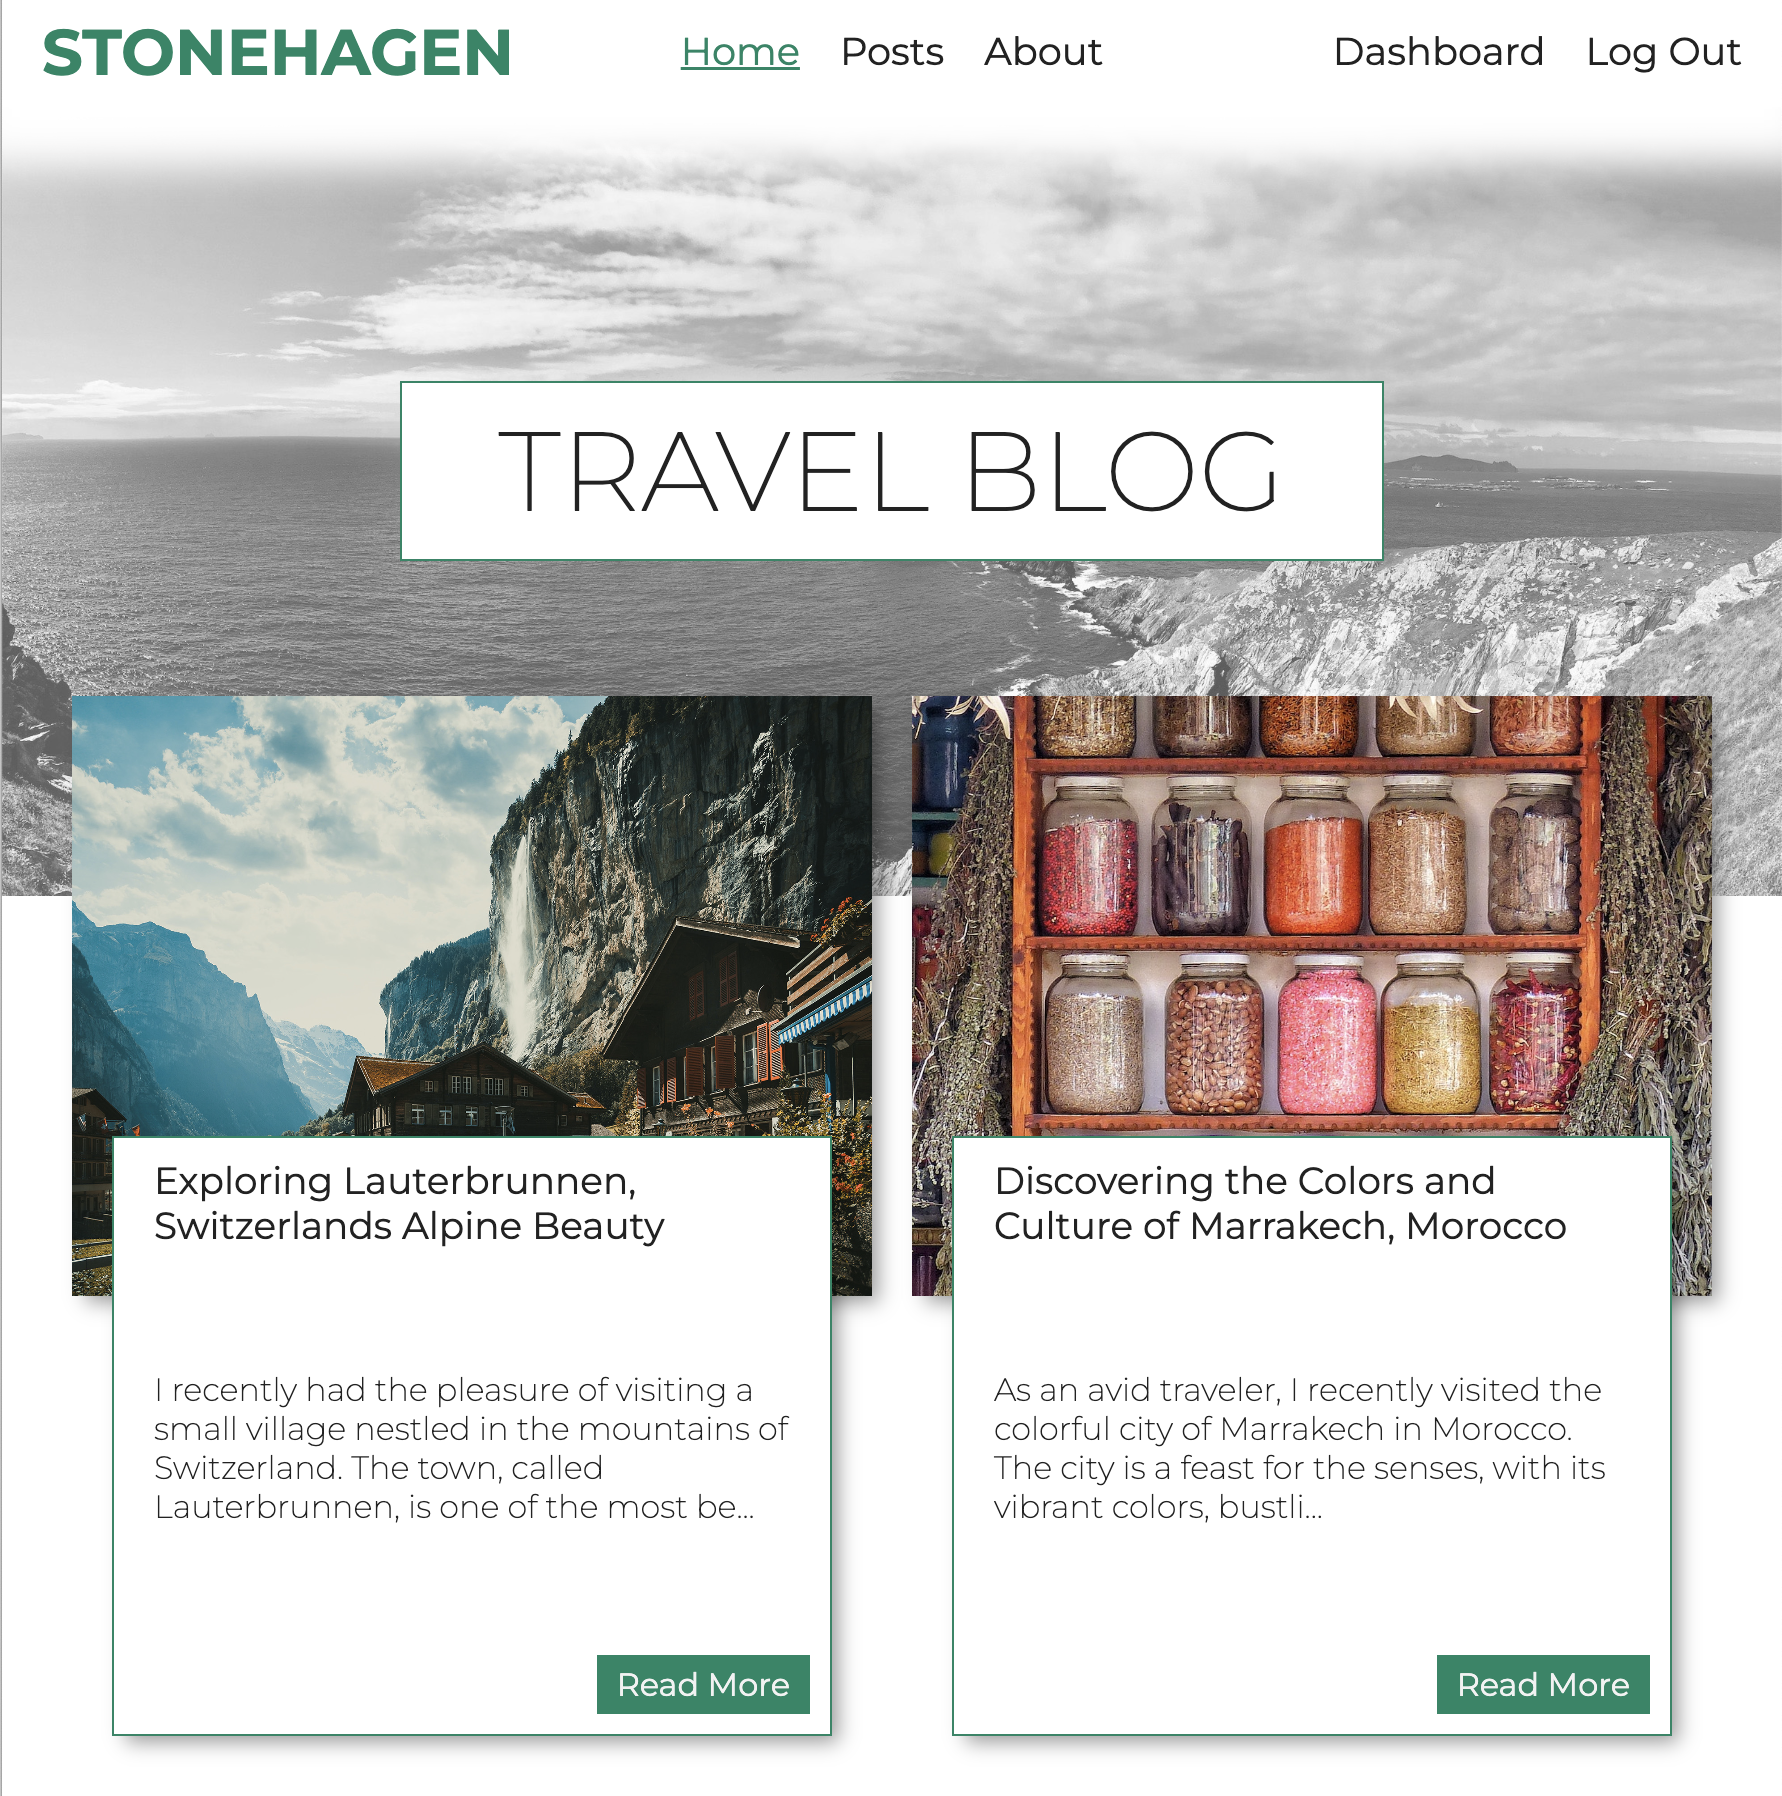 STONEHAGEN
Home Posts About
Dashboard Log Out
TRAVEL BLOG
Exploring Lauterbrunnen,
Switzerlands Alpine Beauty
I recently had the pleasure of visiting a
small village nestled in the mountains of
Switzerland. The town, called
Lauterbrunnen, is one of the most be...
Read More
Discovering the Colors and
Culture of Marrakech, Morocco
As an avid traveler, I recently visited the
colorful city of Marrakech in Morocco.
The city is a feast for the senses, with its
vibrant colors, bustli...
Read More